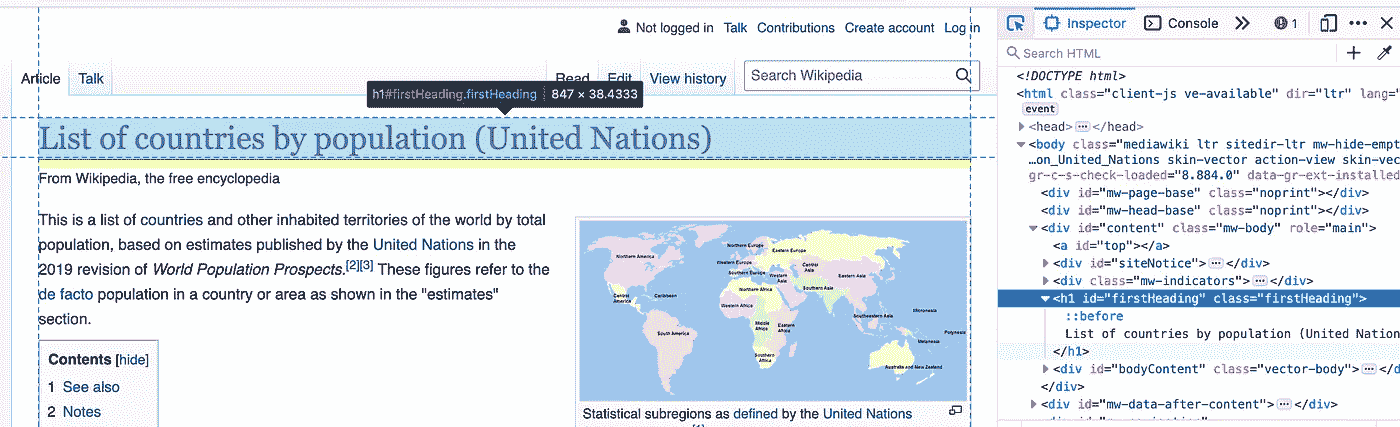 Not logged in Talk Contributions Create account Log in
Article Talk Read Edit View history Search Wikipedia
h1#firstHeading.firstHeading 847 × 38.4333
List of countries by population (United Nations)
From Wikipedia, the free encyclopedia
This is a list of countries and other inhabited territories of the world by total
population, based on estimates published by the United Nations in the
2019 revision of World Population Prospects.[2][3] These figures refer to the
de facto population in a country or area as shown in the "estimates"
section.
Contents [hide]
1 See also
2 Notes
Northern America
Central America
Caribbean
South America
Northern Europe
Western Europe
Eastern Europe
Southern Europe
Northern Africa
Western Africa
Middle Africa
Eastern Africa
Southern Africa
Western Asia
Central Asia
Eastern Asia
Southern Asia
Southeastern Asia
Micronesia
Polynesia
Melanesia
Australia and New Zealand
Statistical subregions as defined by the United Nations
Inspector Console 1
Search HTML
<!DOCTYPE html>
<html class="client-js ve-available" dir="ltr" lang="
event
<head> </head>
<body class="mediawiki ltr sitedir-ltr mw-hide-empt
…on_United_Nations skin-vector action-view skin-vec
gr-c-s-check-loaded="8.884.0" data-gr-ext-installed
<div id="mw-page-base" class="noprint"></div>
<div id="mw-head-base" class="noprint"></div>
<div id="content" class="mw-body" role="main">
<a id="top"></a>
<div id="siteNotice"> </div>
<div class="mw-indicators"> </div>
<h1 id="firstHeading" class="firstHeading">
::before
List of countries by population (United Nation
</h1>
<div id="bodyContent" class="vector-body"> </d
</div>
<div id="mw-data-after-content"> </div>